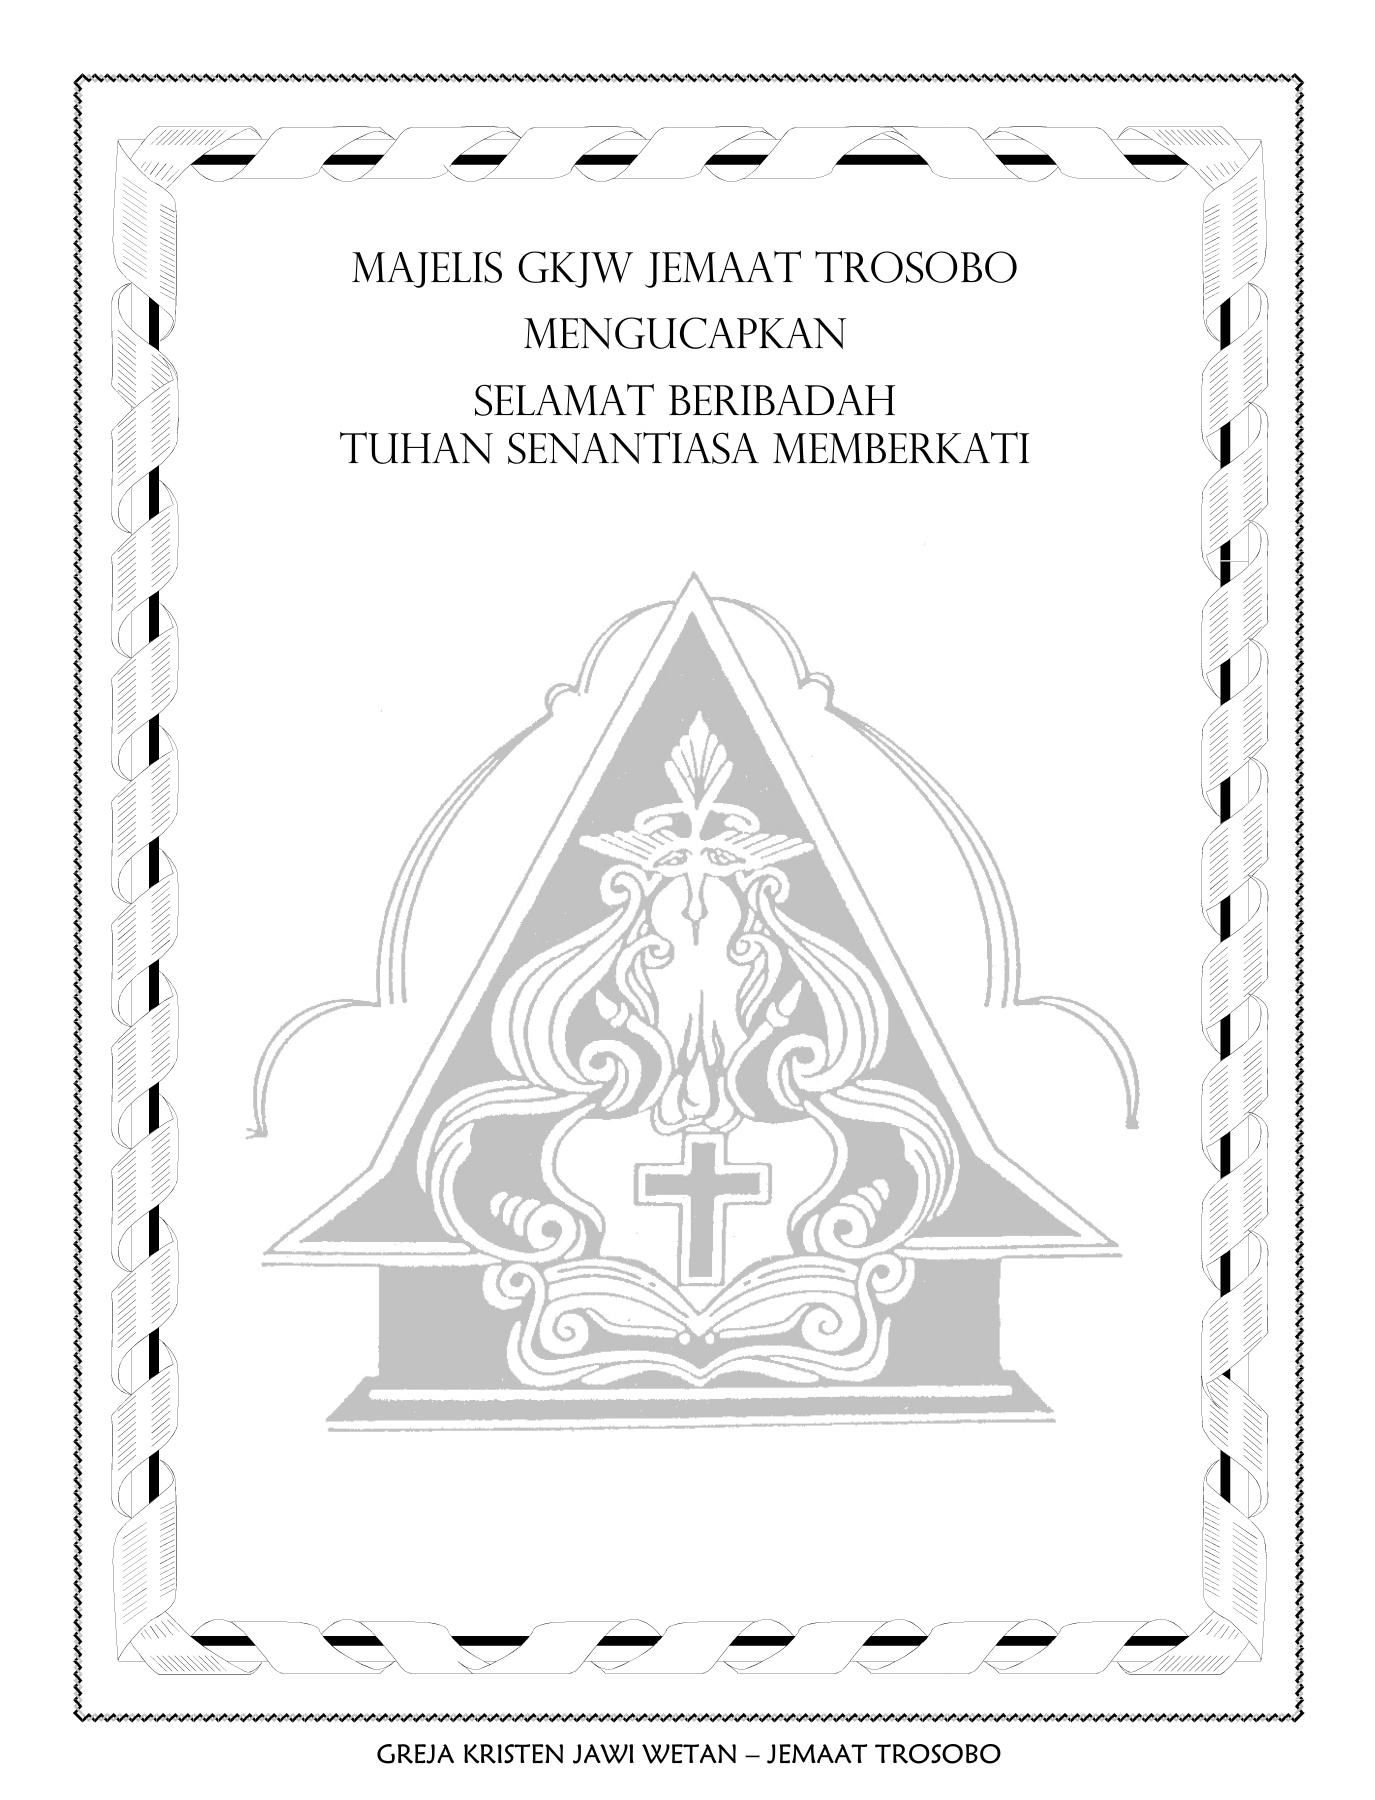 MAJELIS GKJW JEMAAT TROSOBO
MENGUCAPKAN
SELAMAT BERIBADAH
TUHAN SENANTIASA MEMBERKATI
GREJA KRISTEN JAWI WETAN – JEMAAT TROSOBO